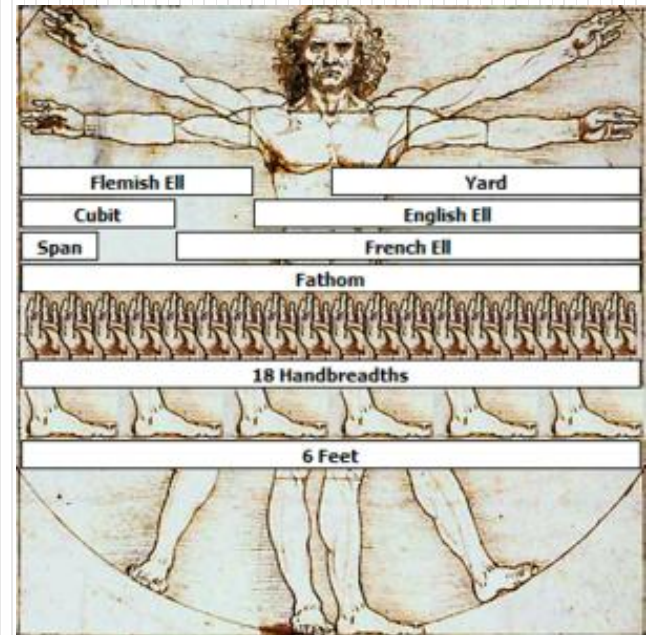 Flemish Ell Yard
Cubit English Ell
Span French Ell
Fathom
18 Handbreadths
6 Feet